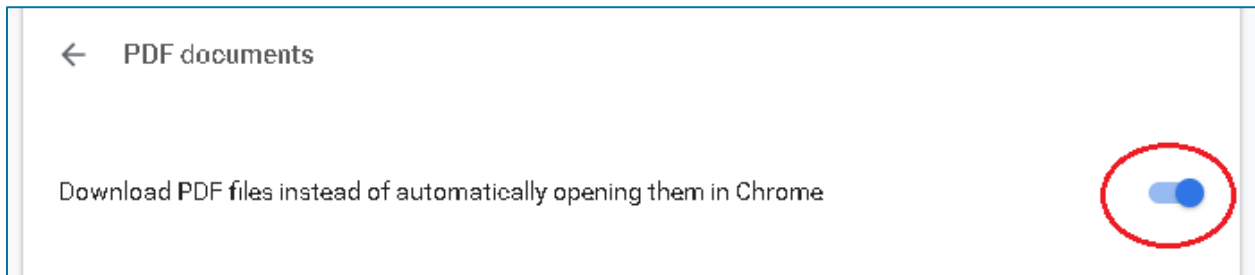 PDF documents
Download PDF files instead of automatically opening them in Chrome